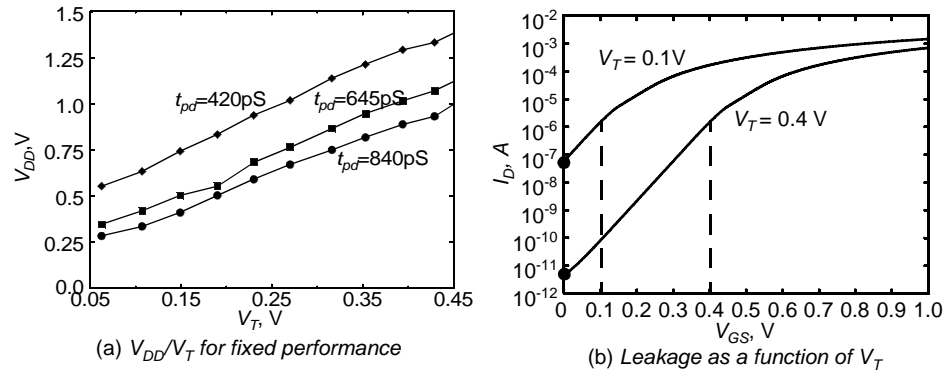 1.5
1.25
1.0
0.75
0.5
0.25
0.0
V_DD, V
t_pd=420pS
t_pd=645pS
t_pd=840pS
0.05 0.15 0.25 0.35 0.45
V_T, V
(a) V_DD/V_T for fixed performance
10^-2
10^-3
10^-4
10^-5
10^-6
10^-7
10^-8
10^-9
10^-10
10^-11
10^-12
I_D, A
V_T = 0.1V
V_T = 0.4 V
0 0.1 0.2 0.3 0.4 0.5 0.6 0.7 0.8 0.9 1.0
V_GS, V
(b) Leakage as a function of V_T